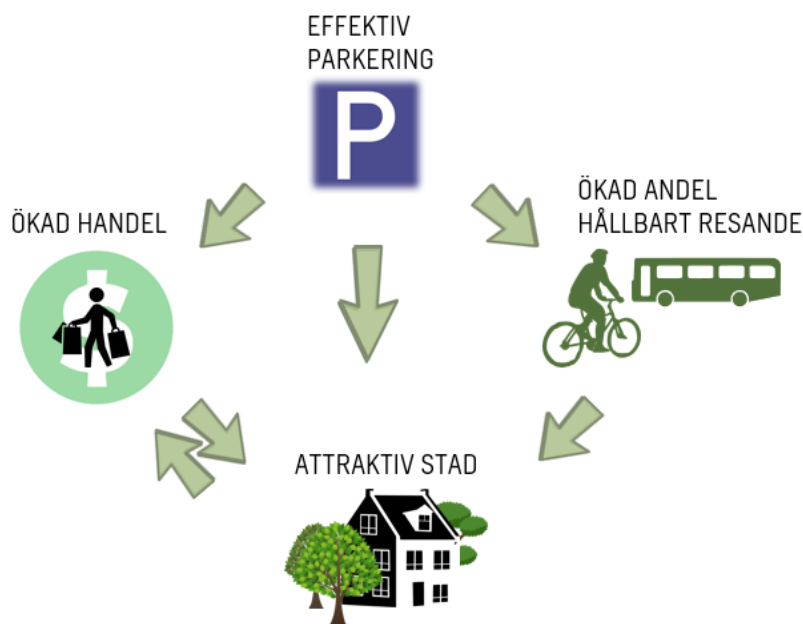 EFFEKTIV
PARKERING
P
ÖKAD ANDEL
HÅLLBART RESANDE
ÖKAD HANDEL
$
ATTRAKTIV STAD